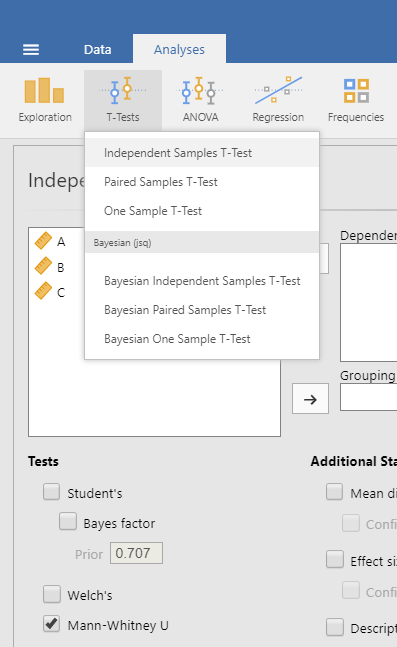 Data Analyses
Exploration T-Tests ANOVA Regression Frequencies
Independent Samples T-Test
Paired Samples T-Test
One Sample T-Test
Bayesian (jsq)
Bayesian Independent Samples T-Test
Bayesian Paired Samples T-Test
Bayesian One Sample T-Test
Indepe
A
B
C
Depender
Grouping
Tests
Student's
Bayes factor
Prior 0.707
Welch's
Mann-Whitney U
Additional Sta
Mean di
Confi
Effect si
Confi
Descript